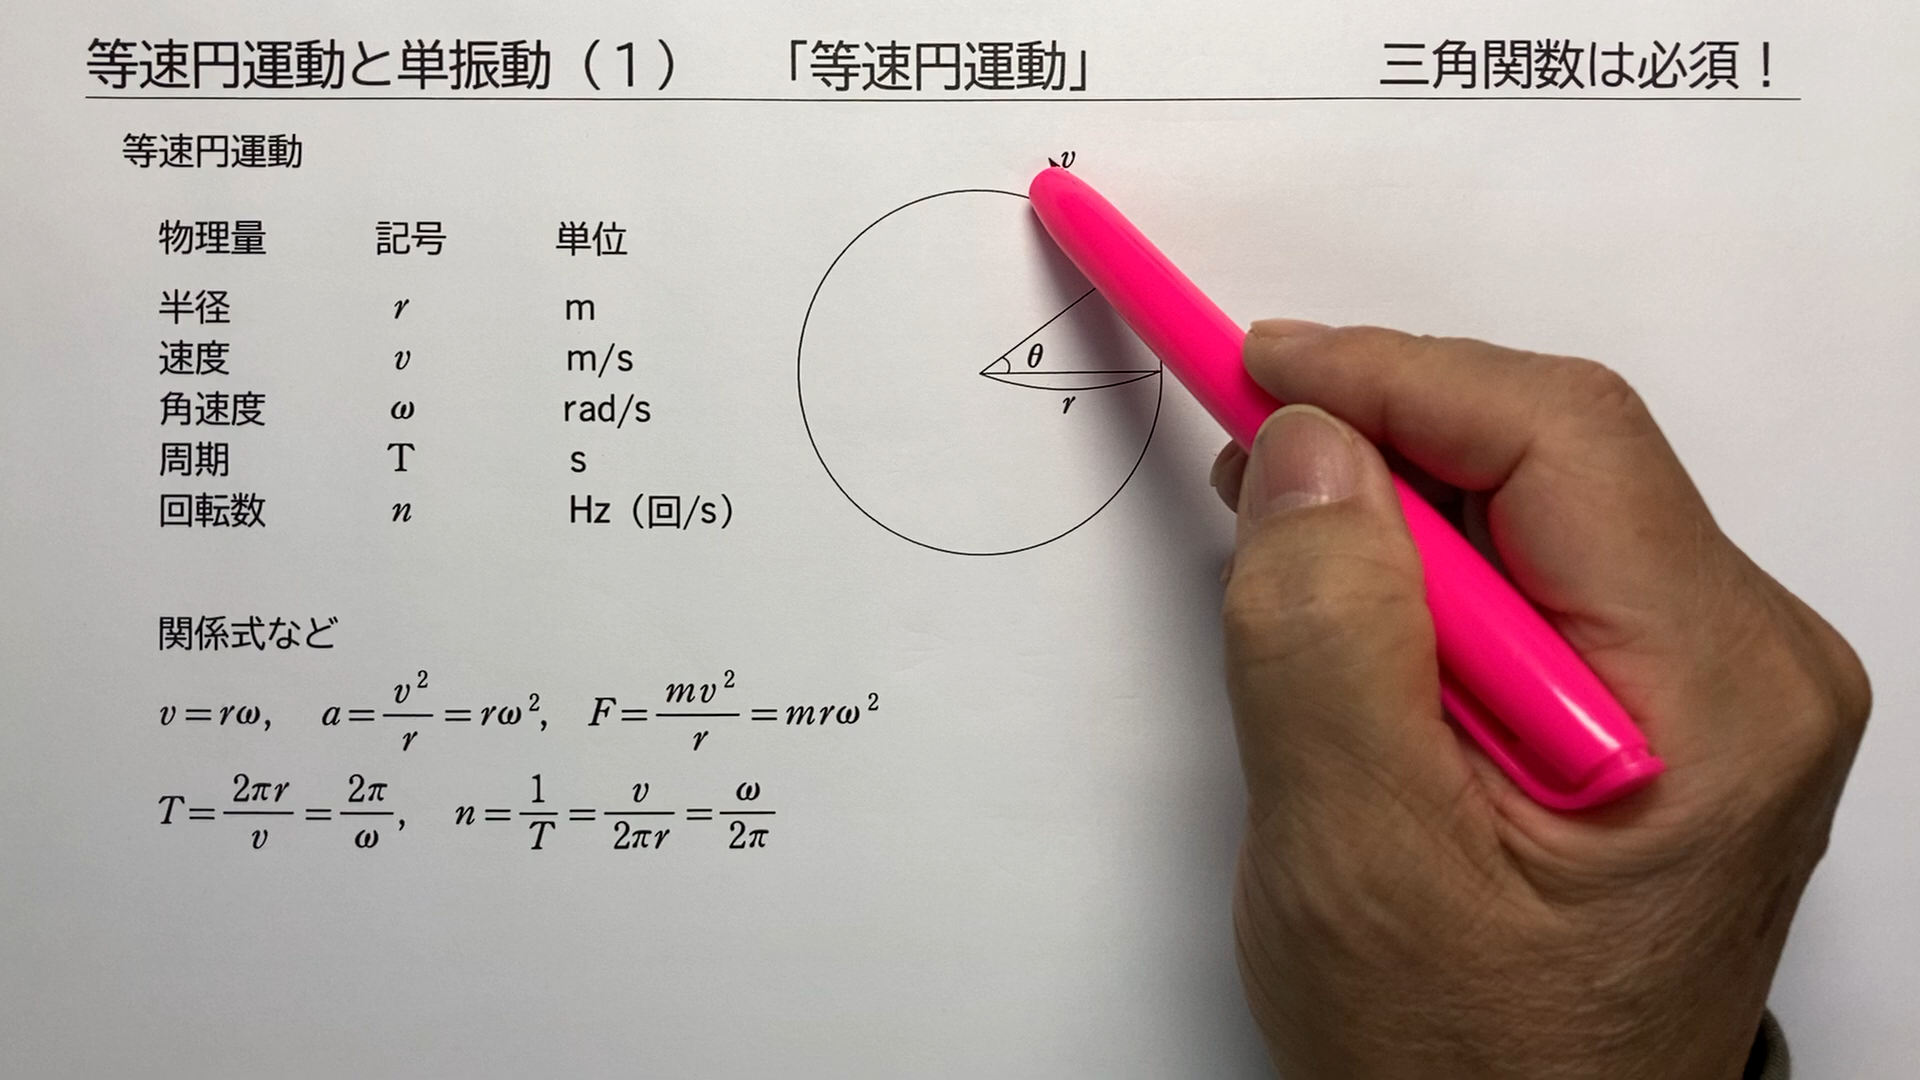 等速円運動と単振動（１）　「等速円運動」　三角関数は必須！
等速円運動
物理量　記号　単位
半径　r　m
速度　v　m/s
角速度　ω　rad/s
周期　T　s
回転数　n　Hz（回/s）
v
θ
r
関係式など
v=rω,　a=v²/r=rω²,　F=mv²/r=mrω²
T=2πr/v=2π/ω,　n=1/T=v/2πr=ω/2π